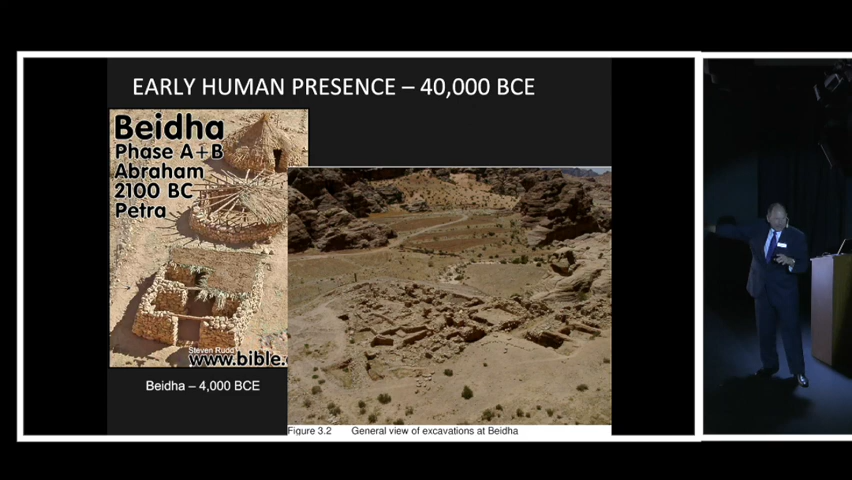 EARLY HUMAN PRESENCE – 40,000 BCE
Beidha
Phase A+B
Abraham
2100 BC
Petra
Steven Rudd
www.bible.
Beidha – 4,000 BCE
Figure 3.2 General view of excavations at Beidha